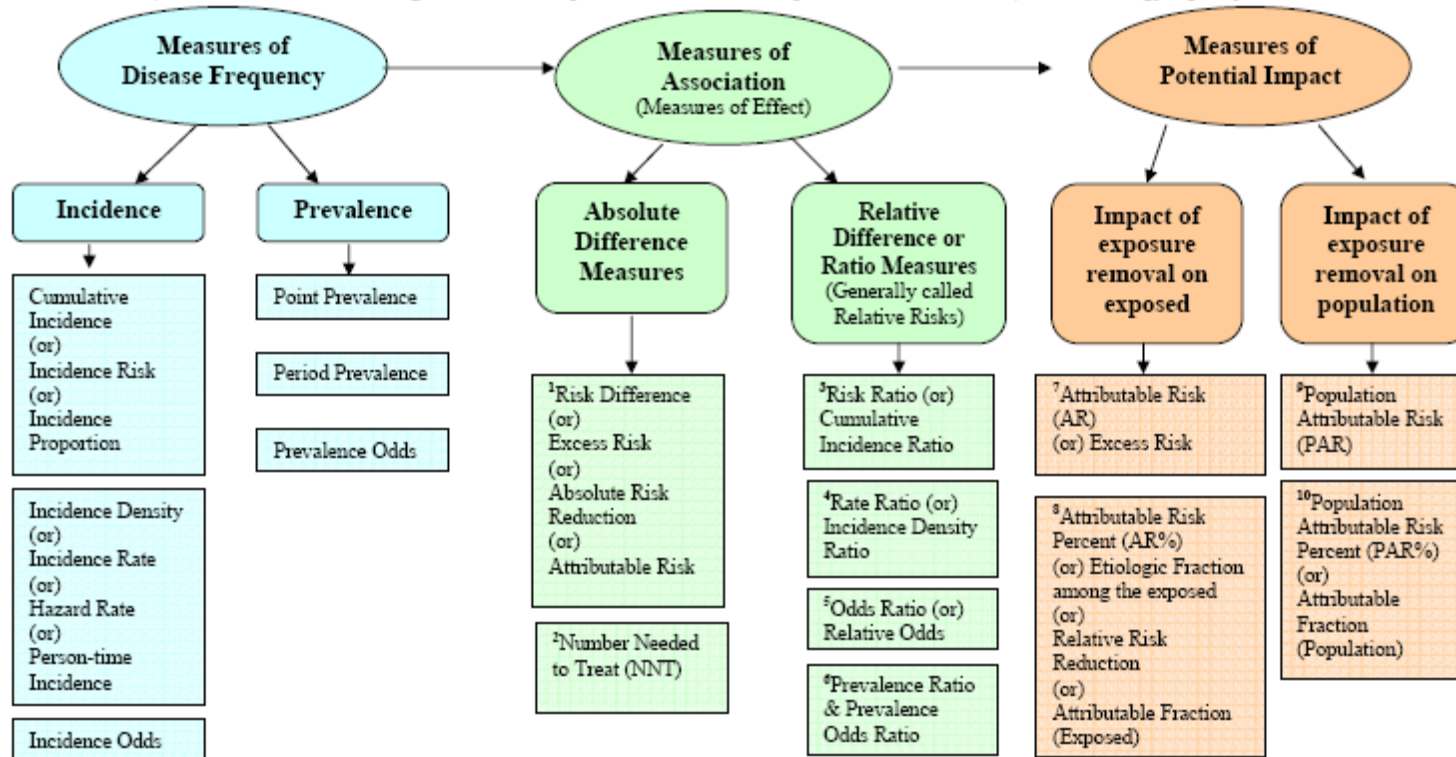 Measures of
Disease Frequency
Measures of
Association
(Measures of Effect)
Measures of
Potential Impact
Incidence
Prevalence
Absolute
Difference
Measures
Relative
Difference or
Ratio Measures
(Generally called
Relative Risks)
Impact of
exposure
removal on
exposed
Impact of
exposure
removal on
population
Cumulative
Incidence
(or)
Incidence Risk
(or)
Incidence
Proportion
Incidence Density
(or)
Incidence Rate
(or)
Hazard Rate
(or)
Person-time
Incidence
Incidence Odds
Point Prevalence
Period Prevalence
Prevalence Odds
¹Risk Difference
(or)
Excess Risk
(or)
Absolute Risk
Reduction
(or)
Attributable Risk
²Number Needed
to Treat (NNT)
³Risk Ratio (or)
Cumulative
Incidence Ratio
⁴Rate Ratio (or)
Incidence Density
Ratio
⁵Odds Ratio (or)
Relative Odds
⁶Prevalence Ratio
& Prevalence
Odds Ratio
⁷Attributable Risk
(AR)
(or) Excess Risk
⁸Attributable Risk
Percent (AR%)
(or) Etiologic Fraction
among the exposed
(or)
Relative Risk
Reduction
(or)
Attributable Fraction
(Exposed)
⁹Population
Attributable Risk
(PAR)
¹⁰Population
Attributable Risk
Percent (PAR%)
(or)
Attributable
Fraction
(Population)